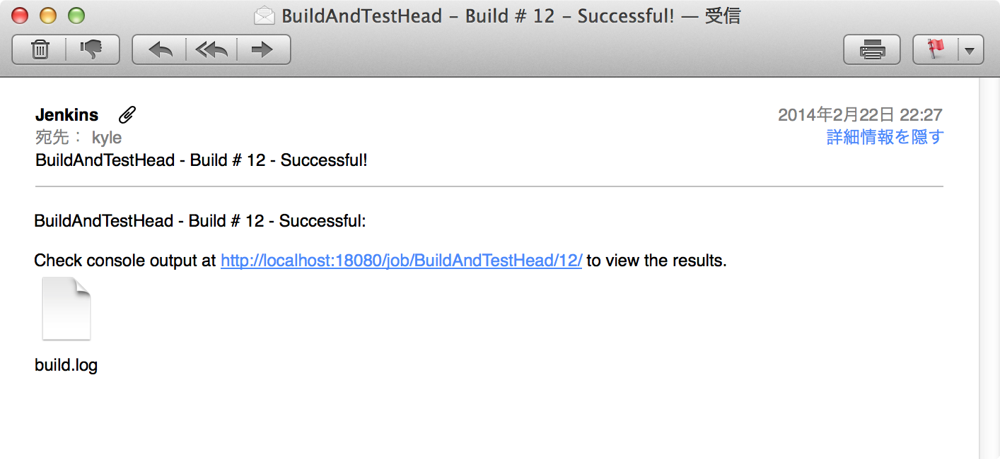 BuildAndTestHead – Build # 12 – Successful! — 受信
Jenkins
2014年2月22日 22:27
宛先： kyle
詳細情報を隠す
BuildAndTestHead - Build # 12 - Successful!
BuildAndTestHead - Build # 12 - Successful:
Check console output at http://localhost:18080/job/BuildAndTestHead/12/ to view the results.
build.log